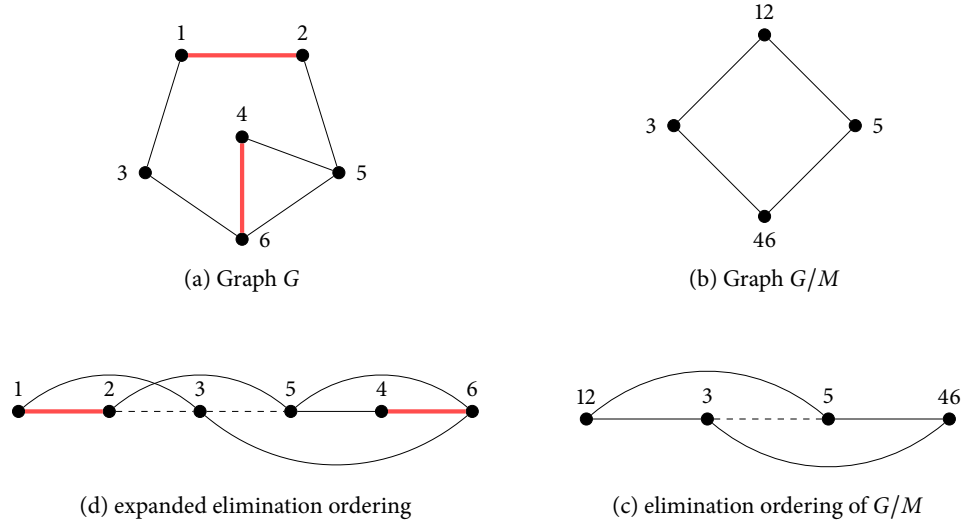 1 2
4
3 5
6
(a) Graph G
12
3 5
46
(b) Graph G/M
1 2 3 5 4 6
(d) expanded elimination ordering
12 3 5 46
(c) elimination ordering of G/M